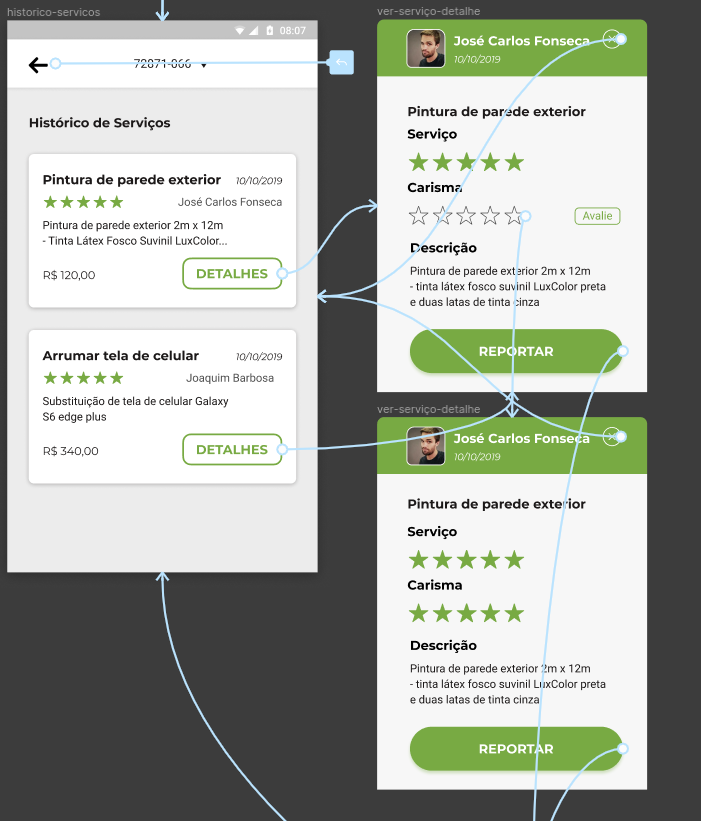 historico-servicos
08:07
72871-066
Histórico de Serviços
Pintura de parede exterior 10/10/2019
José Carlos Fonseca
Pintura de parede exterior 2m x 12m
- Tinta Látex Fosco Suvinil LuxColor...
R$ 120,00 DETALHES
Arrumar tela de celular 10/10/2019
Joaquim Barbosa
Substituição de tela de celular Galaxy
S6 edge plus
R$ 340,00 DETALHES
ver-serviço-detalhe
José Carlos Fonseca
10/10/2019
Pintura de parede exterior
Serviço
Carisma
Avalie
Descrição
Pintura de parede exterior 2m x 12m
- tinta látex fosco suvinil LuxColor preta
e duas latas de tinta cinza
REPORTAR
ver-serviço-detalhe
José Carlos Fonseca
10/10/2019
Pintura de parede exterior
Serviço
Carisma
Descrição
Pintura de parede exterior 2m x 12m
- tinta látex fosco suvinil LuxColor preta
e duas latas de tinta cinza
REPORTAR